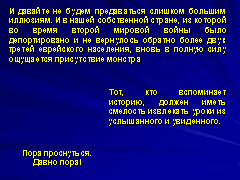 И давайте не будем предаваться слишком большим
иллюзиям. И в нашей собственной стране, из которой
во время второй мировой войны было
депортировано и не вернулось обратно более двух
третей еврейского населения, вновь в полную силу
ощущается присутствие монстра
Тот, кто вспоминает
историю, должен иметь
смелость извлекать уроки из
услышанного и увиденного.
Пора проснуться.
Давно пора!